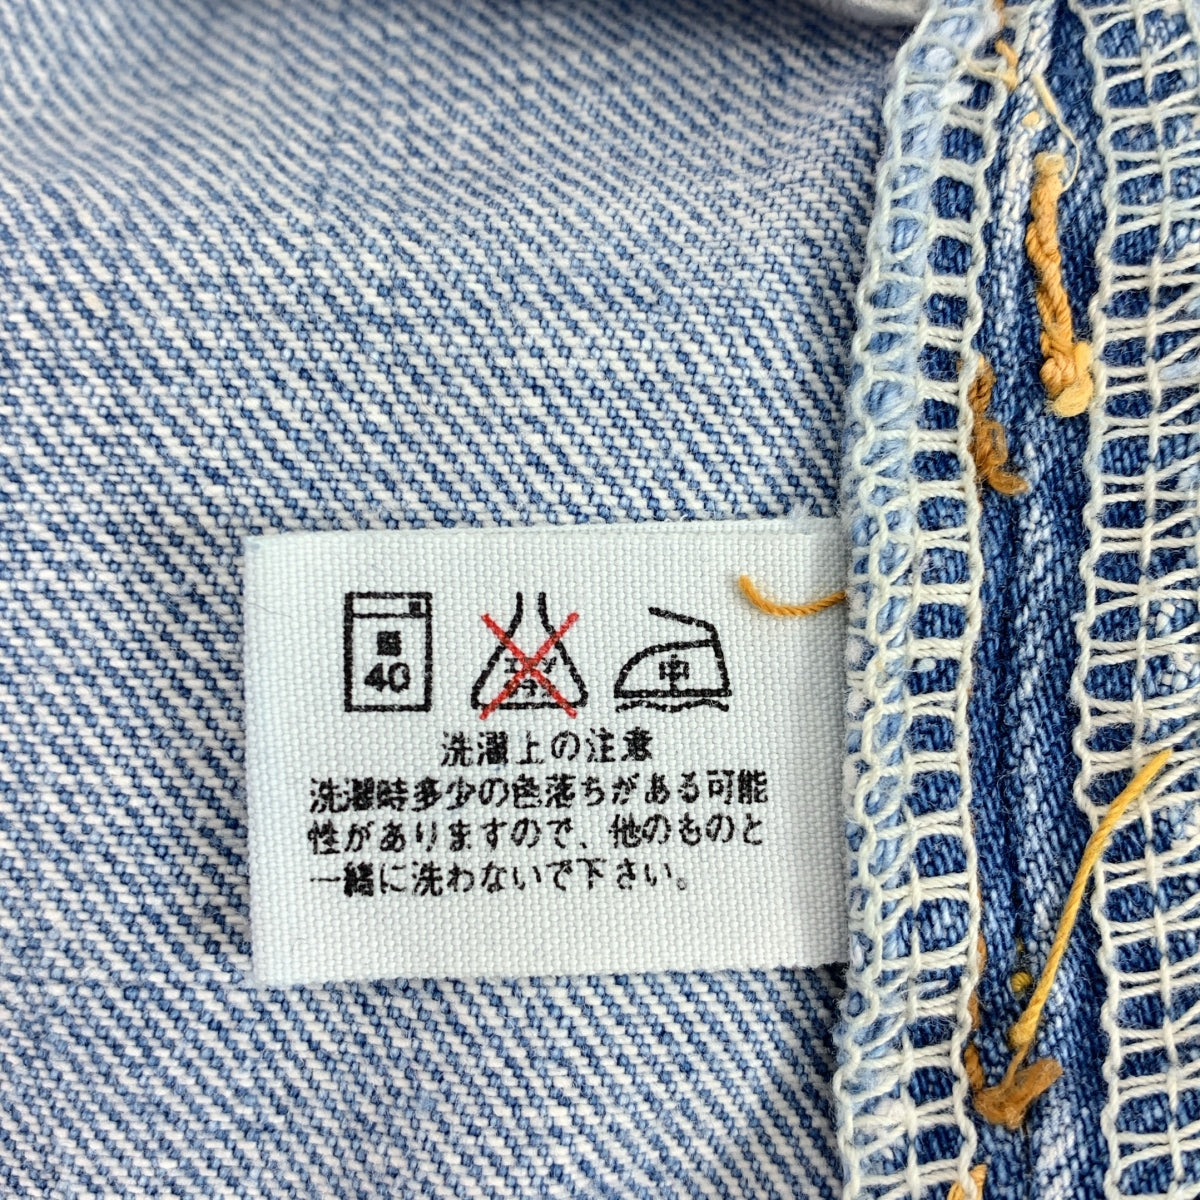 40
中
洗濯上の注意
洗濯時多少の色落ちがある可能
性がありますので、他のものと
一緒に洗わないで下さい。